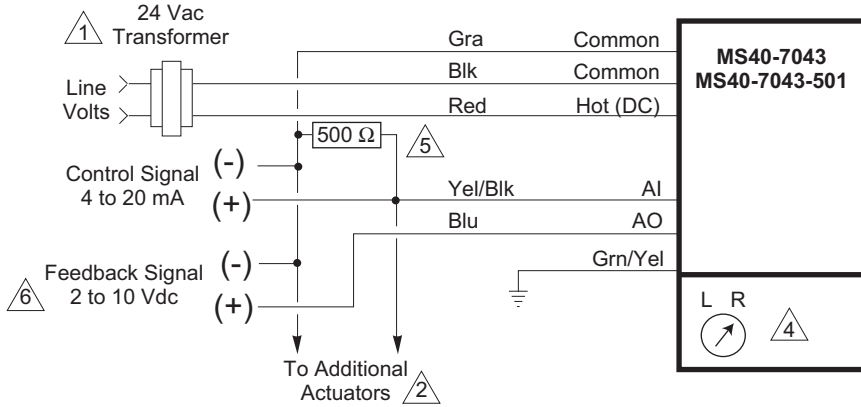 1
24 Vac
Transformer
Gra Common
MS40-7043
MS40-7043-501
Line
Volts
Blk Common
Red Hot (DC)
500 Ω
5
Control Signal
4 to 20 mA
(-)
(+)
Yel/Blk AI
Blu AO
6
Feedback Signal
2 to 10 Vdc
(-)
(+)
Grn/Yel
L R
4
To Additional
Actuators
2